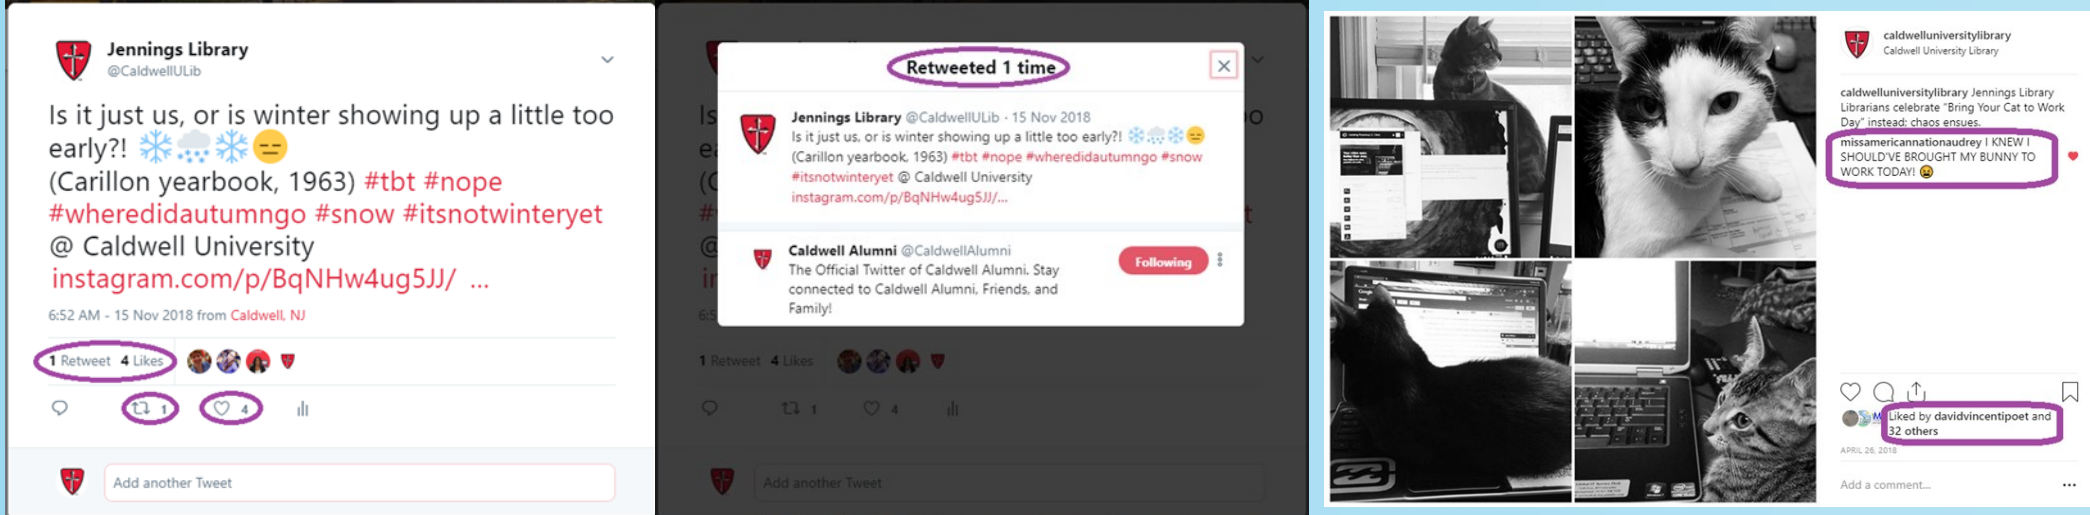 Jennings Library
@CaldwellULib
Is it just us, or is winter showing up a little too
early?! ❄️🌨️❄️😑
(Carillon yearbook, 1963) #tbt #nope
#wheredidautumngo #snow #itsnotwinteryet
@ Caldwell University
instagram.com/p/BqNHw4ug5JJ/ ...
6:52 AM - 15 Nov 2018 from Caldwell, NJ
1 Retweet 4 Likes
1 4
Add another Tweet
Retweeted 1 time
Jennings Library @CaldwellULib · 15 Nov 2018
Is it just us, or is winter showing up a little too early?! ❄️🌨️❄️😑
(Carillon yearbook, 1963) #tbt #nope #wheredidautumngo #snow
#itsnotwinteryet @ Caldwell University
instagram.com/p/BqNHw4ug5JJ/...
Caldwell Alumni @CaldwellAlumni
The Official Twitter of Caldwell Alumni. Stay
connected to Caldwell Alumni, Friends, and
Family!
Following
1 Retweet 4 Likes
1 4
Add another Tweet
caldwelluniversitylibrary
Caldwell University Library
caldwelluniversitylibrary Jennings Library
Librarians celebrate "Bring Your Cat to Work
Day" instead; chaos ensues.
missamericannationaudrey I KNEW I
SHOULD'VE BROUGHT MY BUNNY TO
WORK TODAY! 😫
Liked by davidvincentipoet and
32 others
APRIL 26, 2018
Add a comment...